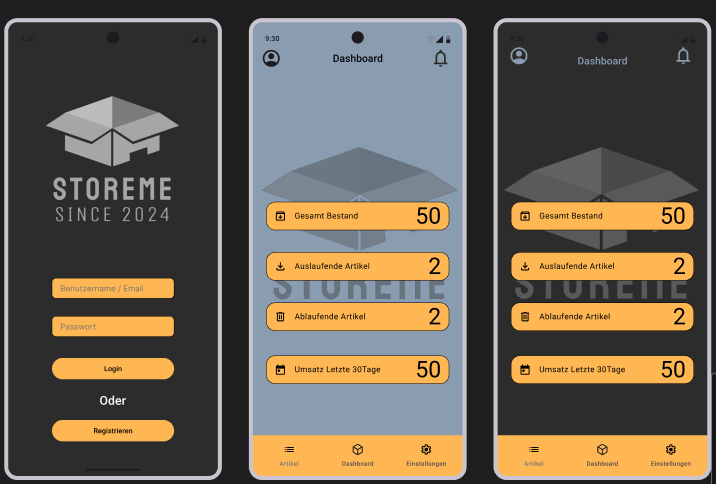 9:30
STOREME
SINCE 2024
Benutzername / Email
Passwort
Login
Oder
Registrieren
9:30
Dashboard
Gesamt Bestand 50
Auslaufende Artikel 2
STOREME
Ablaufende Artikel 2
Umsatz Letzte 30Tage 50
Artikel Dashboard Einstellungen
9:30
Dashboard
Gesamt Bestand 50
Auslaufende Artikel 2
STOREME
Ablaufende Artikel 2
Umsatz Letzte 30Tage 50
Artikel Dashboard Einstellungen